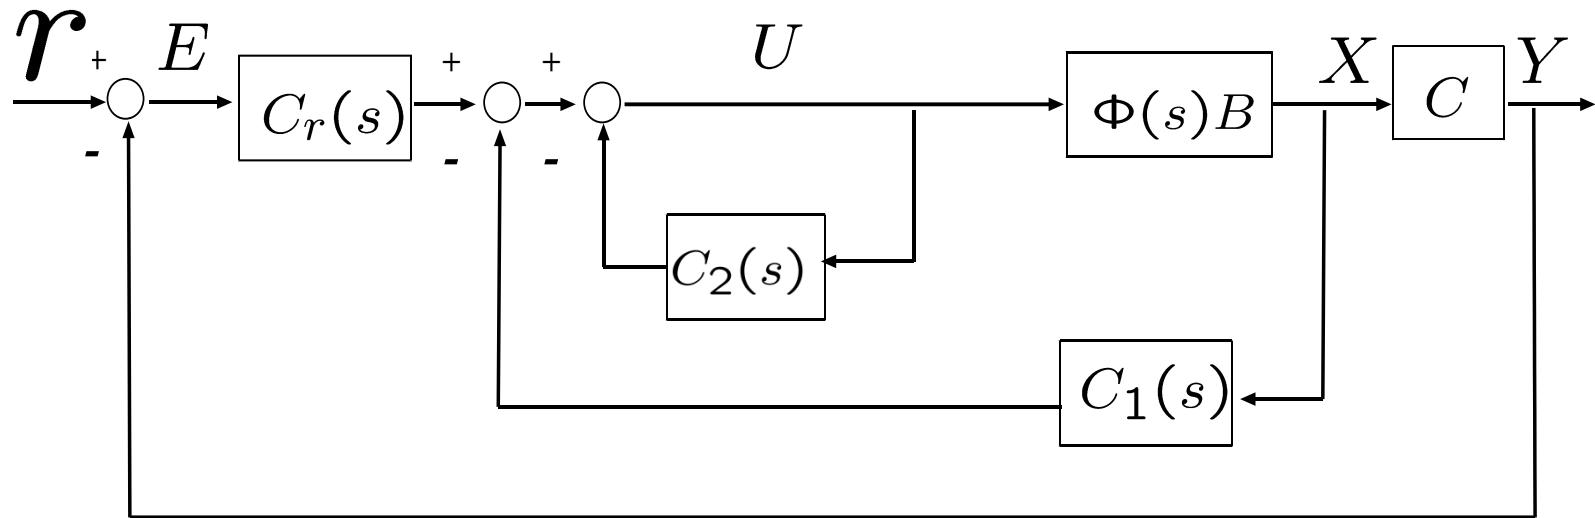 r + E + + U X Y
C_r(s) Φ(s)B C
- - -
C_2(s)
C_1(s)